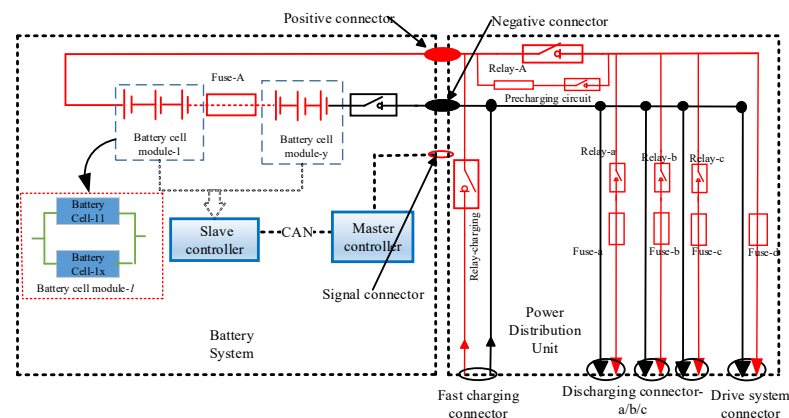 Positive connector
Negative connector
Fuse-A
Relay-A
Precharging circuit
Battery cell
module-1
Battery cell
module-y
Relay-a
Relay-b
Relay-c
Battery
Cell-11
Battery
Cell-1x
Battery cell module-1
Slave
controller
CAN
Master
controller
Relay-charging
Fuse-a
Fuse-b
Fuse-c
Fuse-d
Signal connector
Battery
System
Power
Distribution
Unit
Fast charging
connector
Discharging connector-
a/b/c
Drive system
connector